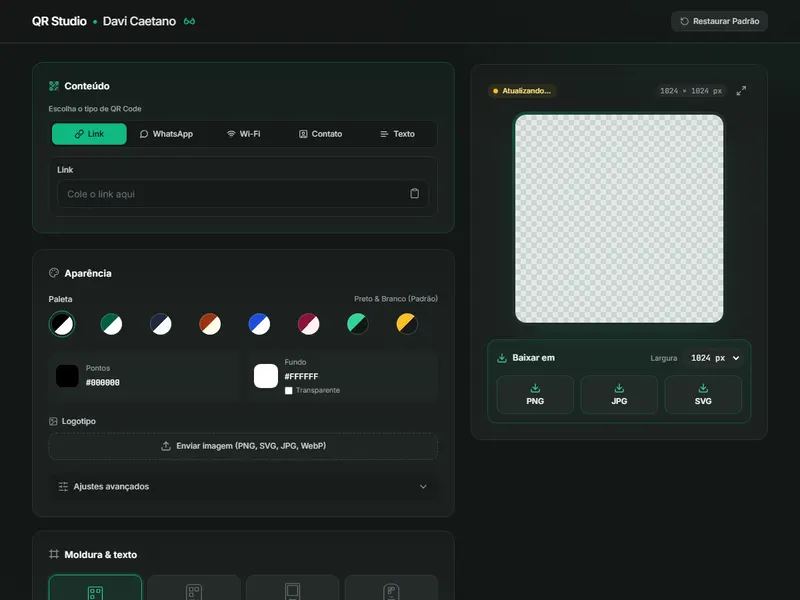 QR Studio • Davi Caetano
Restaurar Padrão
Conteúdo
Escolha o tipo de QR Code
Link
WhatsApp
Wi-Fi
Contato
Texto
Link
Cole o link aqui
Aparência
Paleta
Preto & Branco (Padrão)
Pontos
#000000
Fundo
#FFFFFF
Transparente
Logotipo
Enviar imagem (PNG, SVG, JPG, WebP)
Ajustes avançados
Moldura & texto
Atualizando...
1024 × 1024 px
Baixar em
Largura
1024 px
PNG
JPG
SVG